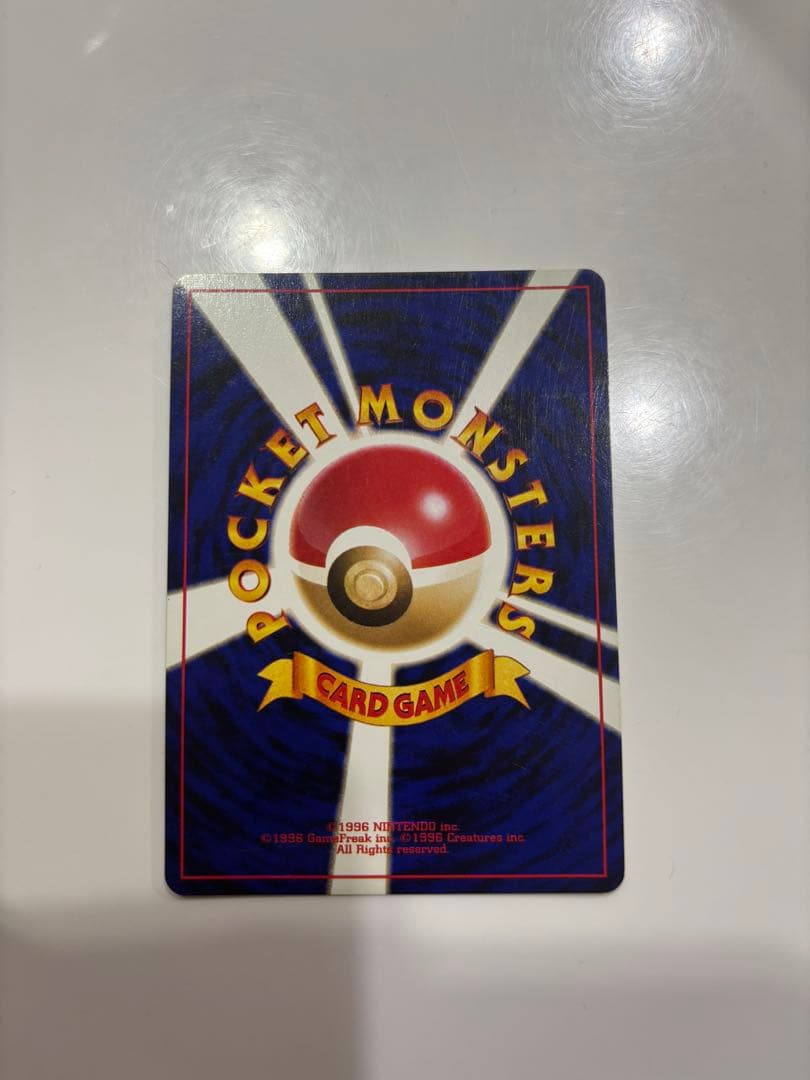 POCKET MONSTERS
CARD GAME
©1996 NINTENDO inc.
©1996 GameFreak inc. ©1996 Creatures inc.
All Rights reserved.